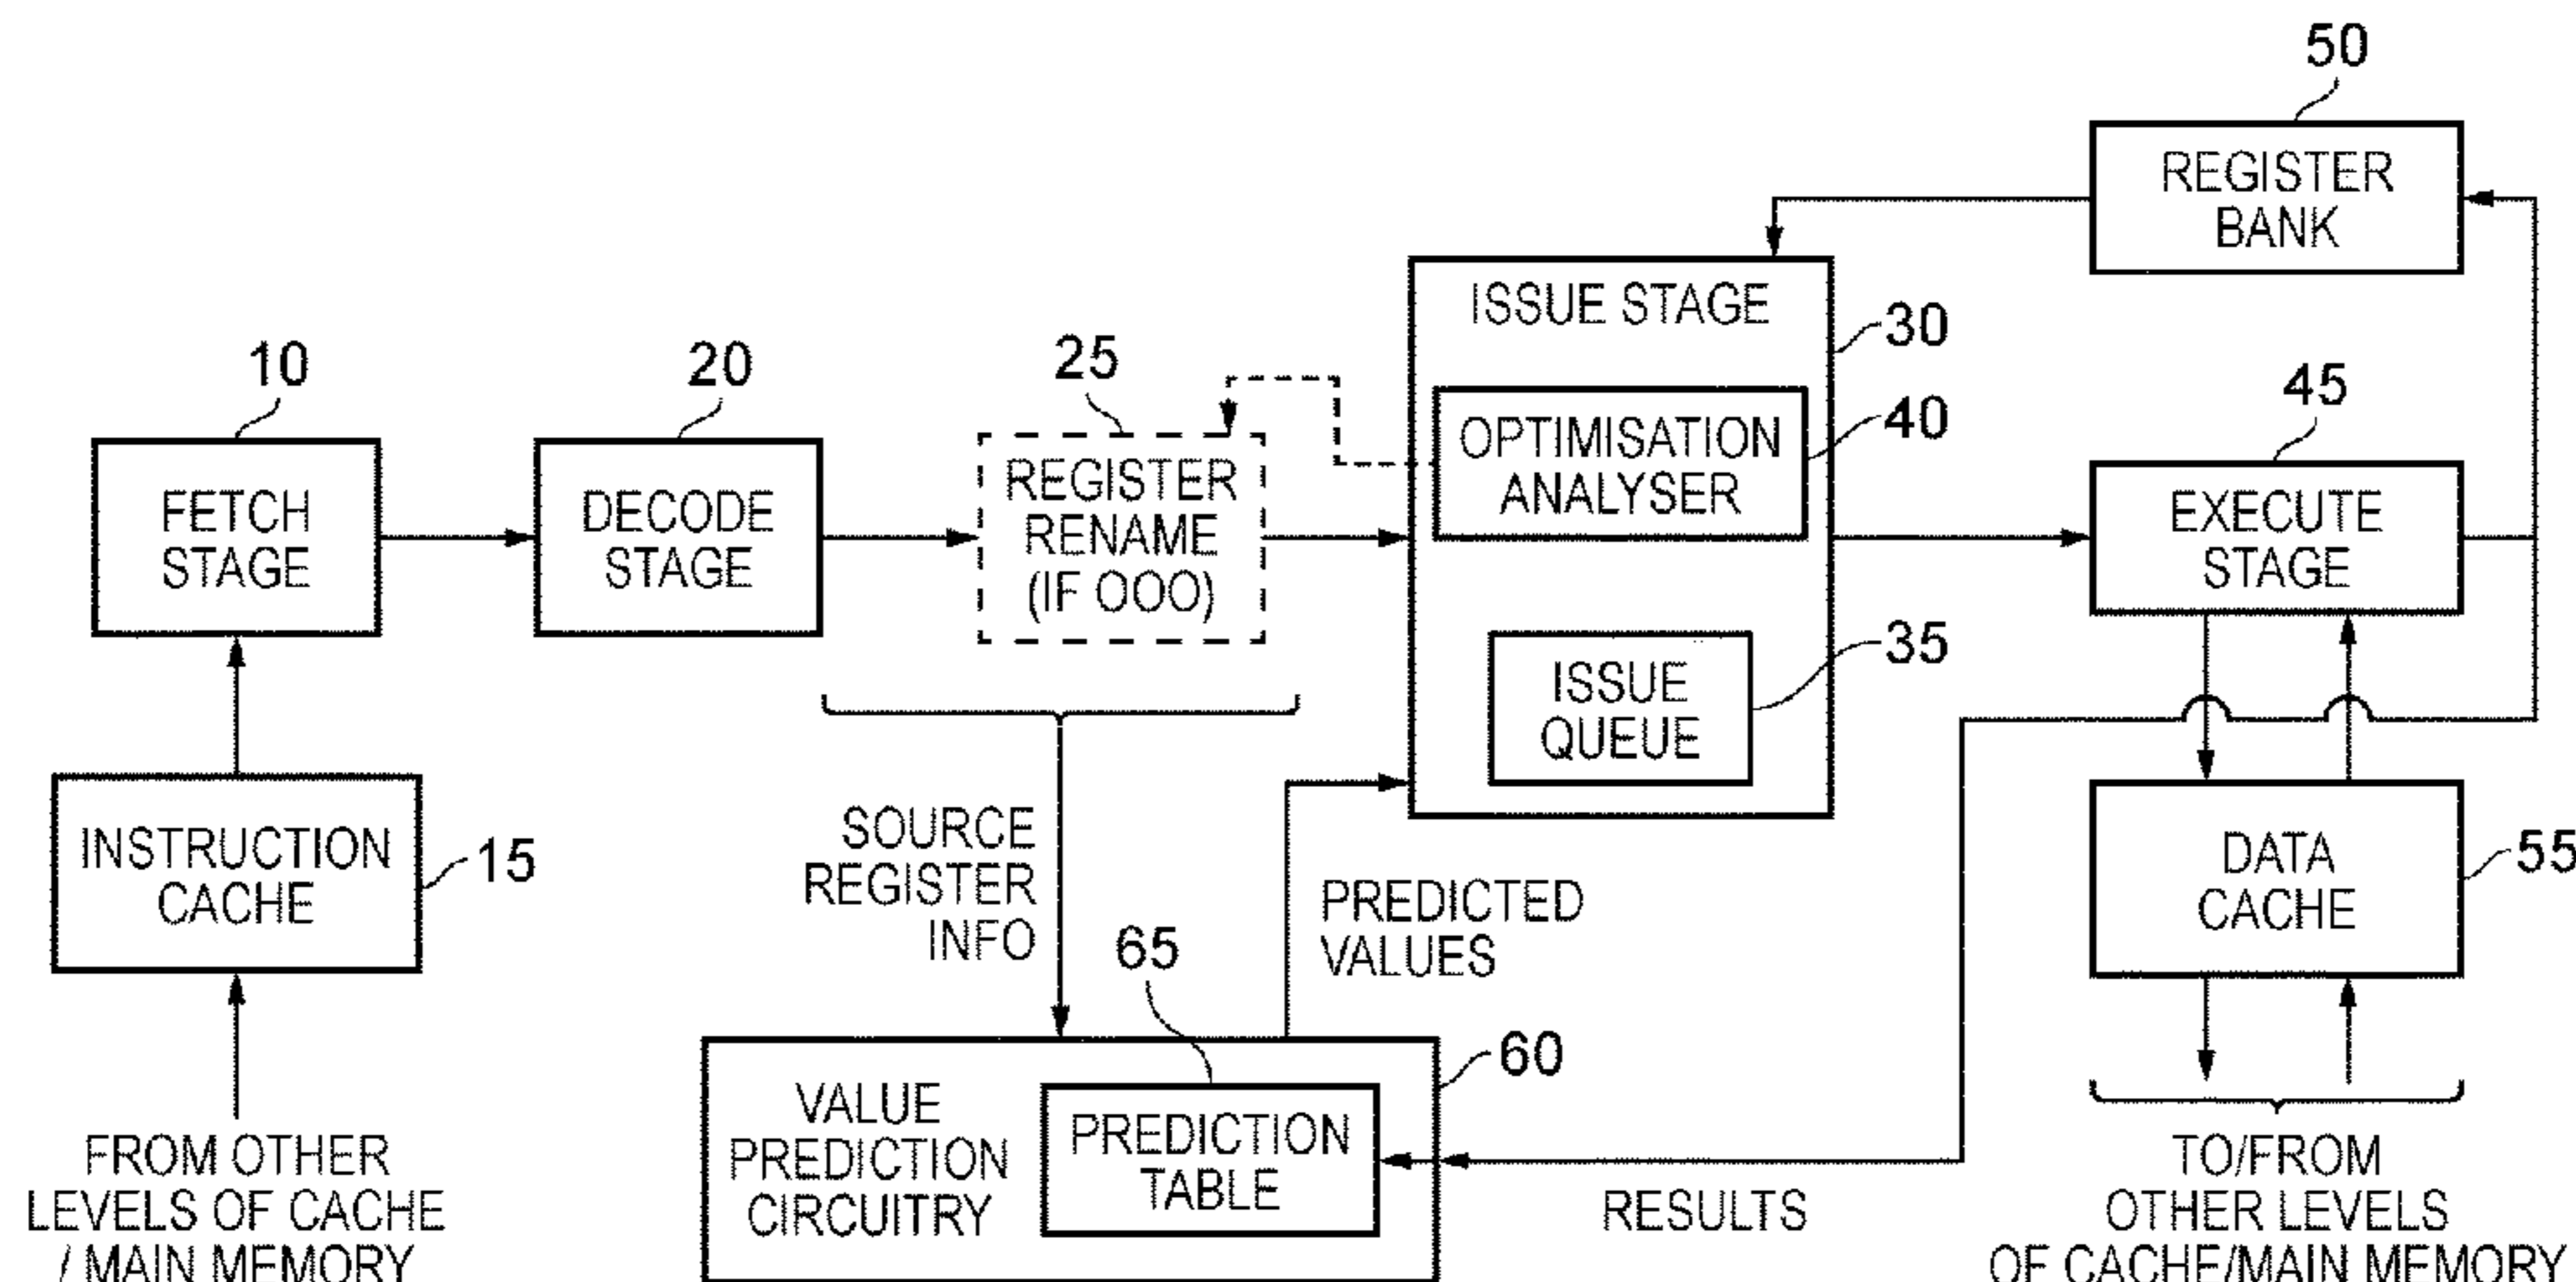 50
REGISTER
BANK
ISSUE STAGE
30
10
20
25
45
OPTIMISATION
ANALYSER
40
FETCH
STAGE
DECODE
STAGE
REGISTER
RENAME
(IF OOO)
EXECUTE
STAGE
ISSUE
QUEUE
35
INSTRUCTION
CACHE
15
SOURCE
REGISTER
INFO
PREDICTED
VALUES
DATA
CACHE
55
65
60
VALUE
PREDICTION
CIRCUITRY
PREDICTION
TABLE
RESULTS
FROM OTHER
LEVELS OF CACHE
/ MAIN MEMORY
TO/FROM
OTHER LEVELS
OF CACHE/MAIN MEMORY